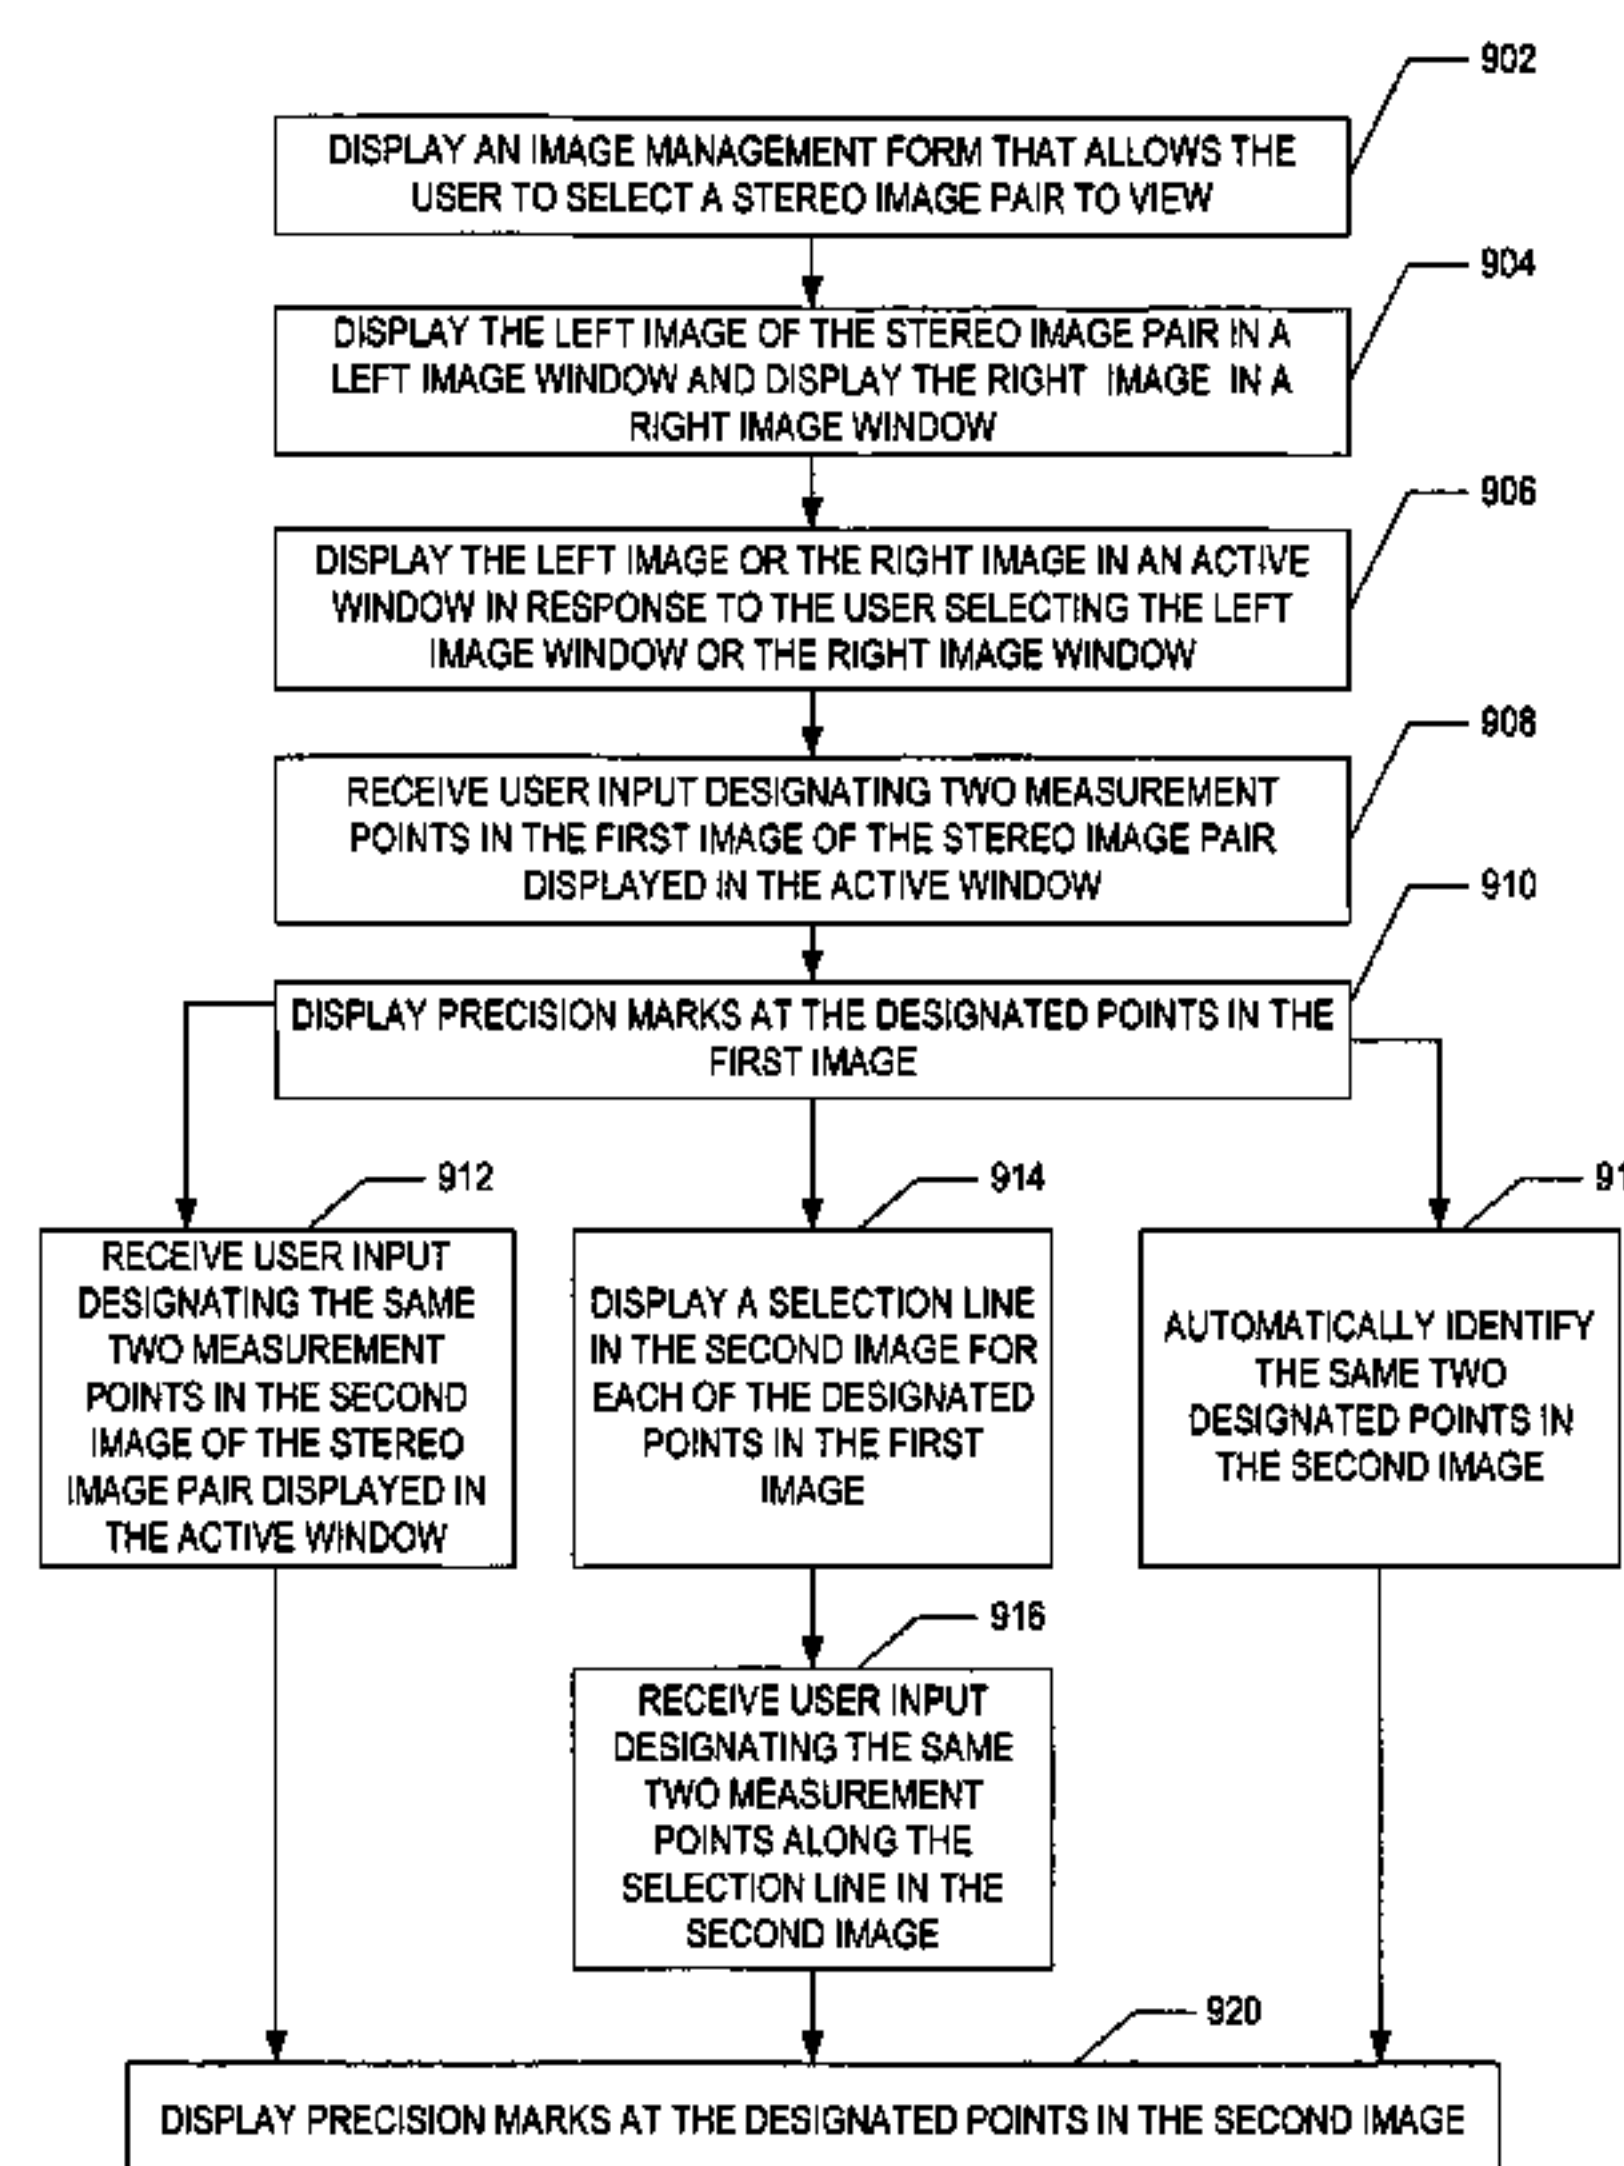 902
DISPLAY AN IMAGE MANAGEMENT FORM THAT ALLOWS THE
USER TO SELECT A STEREO IMAGE PAIR TO VIEW
904
DISPLAY THE LEFT IMAGE OF THE STEREO IMAGE PAIR IN A
LEFT IMAGE WINDOW AND DISPLAY THE RIGHT IMAGE IN A
RIGHT IMAGE WINDOW
906
DISPLAY THE LEFT IMAGE OR THE RIGHT IMAGE IN AN ACTIVE
WINDOW IN RESPONSE TO THE USER SELECTING THE LEFT
IMAGE WINDOW OR THE RIGHT IMAGE WINDOW
908
RECEIVE USER INPUT DESIGNATING TWO MEASUREMENT
POINTS IN THE FIRST IMAGE OF THE STEREO IMAGE PAIR
DISPLAYED IN THE ACTIVE WINDOW
910
DISPLAY PRECISION MARKS AT THE DESIGNATED POINTS IN THE
FIRST IMAGE
912
RECEIVE USER INPUT
DESIGNATING THE SAME
TWO MEASUREMENT
POINTS IN THE SECOND
IMAGE OF THE STEREO
IMAGE PAIR DISPLAYED IN
THE ACTIVE WINDOW
914
DISPLAY A SELECTION LINE
IN THE SECOND IMAGE FOR
EACH OF THE DESIGNATED
POINTS IN THE FIRST
IMAGE
AUTOMATICALLY IDENTIFY
THE SAME TWO
DESIGNATED POINTS IN
THE SECOND IMAGE
916
RECEIVE USER INPUT
DESIGNATING THE SAME
TWO MEASUREMENT
POINTS ALONG THE
SELECTION LINE IN THE
SECOND IMAGE
920
DISPLAY PRECISION MARKS AT THE DESIGNATED POINTS IN THE SECOND IMAGE